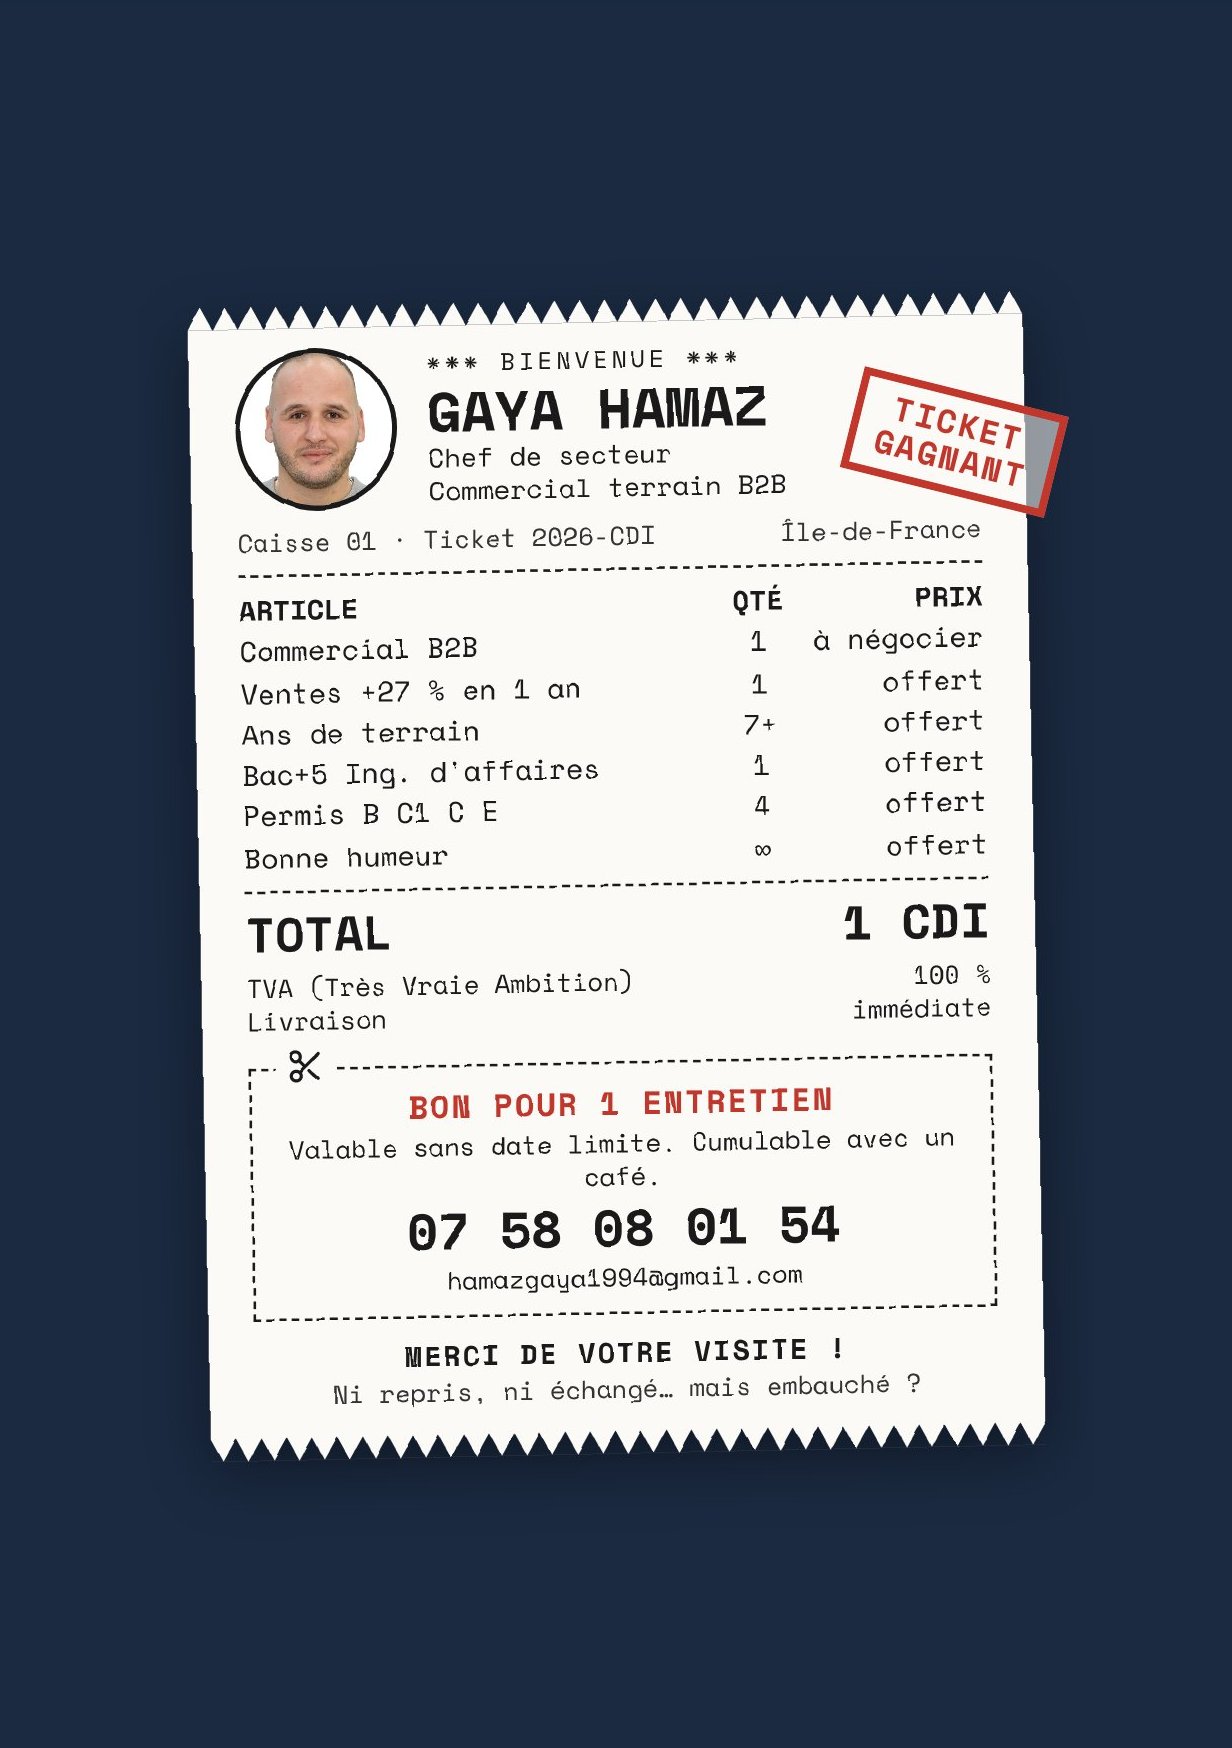 *** BIENVENUE ***
GAYA HAMAZ
Chef de secteur
Commercial terrain B2B
TICKET
GAGNANT
Caisse 01 · Ticket 2026-CDI Île-de-France
ARTICLE QTÉ PRIX
Commercial B2B 1 à négocier
Ventes +27 % en 1 an 1 offert
Ans de terrain 7+ offert
Bac+5 Ing. d'affaires 1 offert
Permis B C1 C E 4 offert
Bonne humeur ∞ offert
TOTAL 1 CDI
TVA (Très Vraie Ambition) 100 %
Livraison immédiate
BON POUR 1 ENTRETIEN
Valable sans date limite. Cumulable avec un
café.
07 58 08 01 54
hamazgaya1994@gmail.com
MERCI DE VOTRE VISITE !
Ni repris, ni échangé… mais embauché ?